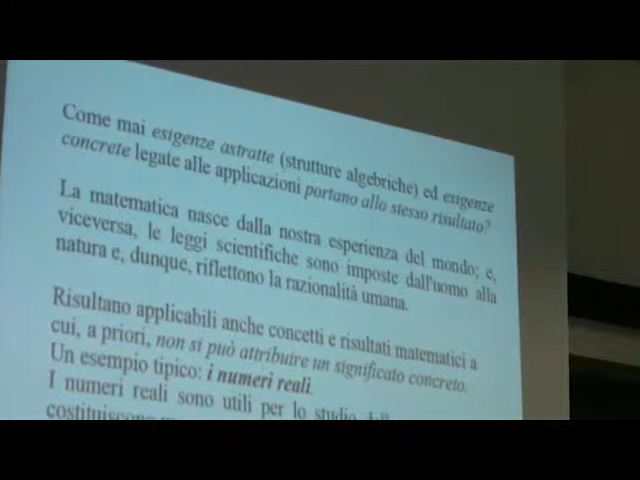 Come mai esigenze astratte (strutture algebriche) ed esigenze
concrete legate alle applicazioni portano allo stesso risultato?
La matematica nasce dalla nostra esperienza del mondo; e,
viceversa, le leggi scientifiche sono imposte dall'uomo alla
natura e, dunque, riflettono la razionalità umana.
Risultano applicabili anche concetti e risultati matematici a
cui, a priori, non si può attribuire un significato concreto.
Un esempio tipico: i numeri reali.
I numeri reali sono utili per lo studio
costituiscono